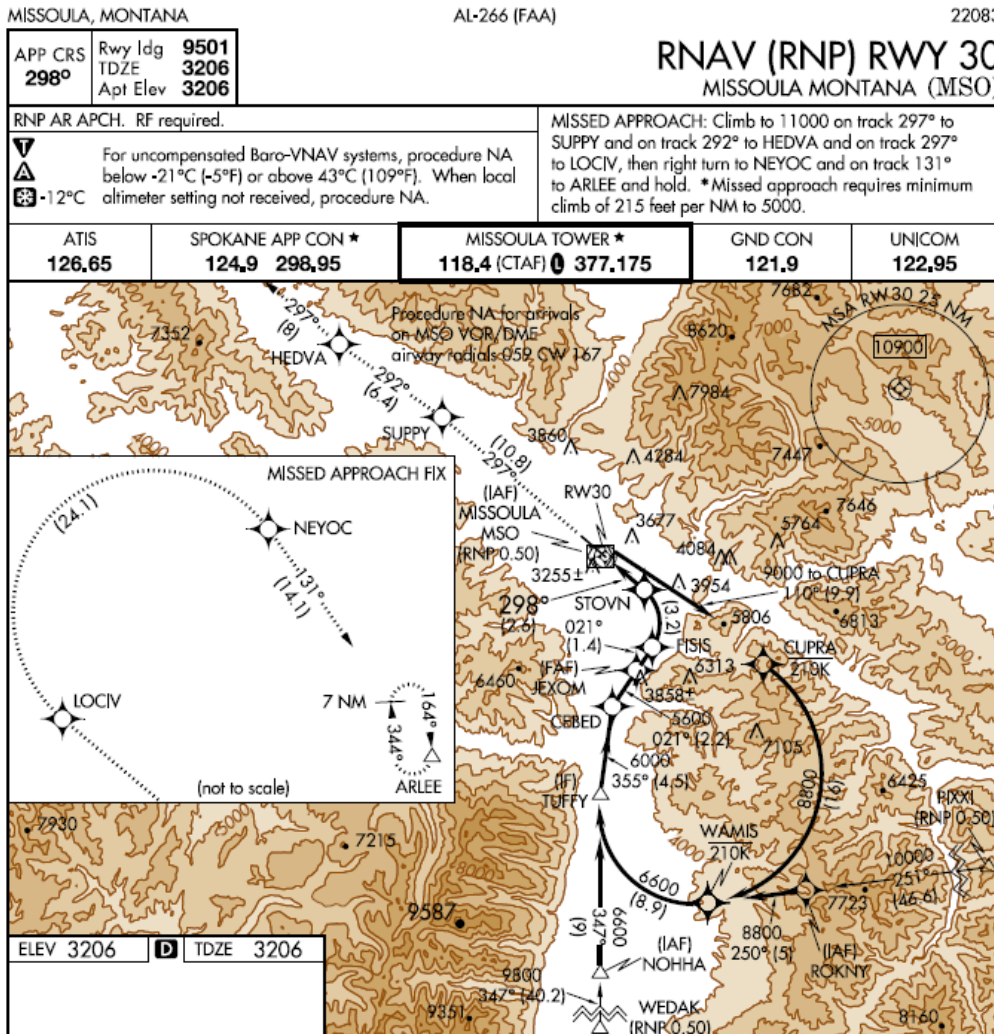 MISSOULA, MONTANA
AL-266 (FAA)
22083
APP CRS
298°
Rwy ldg 9501
TDZE 3206
Apt Elev 3206
RNAV (RNP) RWY 30
MISSOULA MONTANA (MSO)
RNP AR APCH. RF required.
T
A
-12°C
For uncompensated Baro-VNAV systems, procedure NA
below -21°C (-5°F) or above 43°C (109°F). When local
altimeter setting not received, procedure NA.
MISSED APPROACH: Climb to 11000 on track 297° to
SUPPY and on track 292° to HEDVA and on track 297°
to LOCIV, then right turn to NEYOC and on track 131°
to ARLEE and hold. *Missed approach requires minimum
climb of 215 feet per NM to 5000.
ATIS
126.65
SPOKANE APP CON ★
124.9 298.95
MISSOULA TOWER ★
118.4 (CTAF) L 377.175
GND CON
121.9
UNICOM
122.95
297°
(8)
7352
HEDVA
Procedure NA for arrivals
on MSO VOR/DME
airway radials 059 CW 167
7682
8620
7000
MSA RW30 23 NM
10900
4000
292°
(6.4)
7984
5000
SUPPY
3860
(10.8)
297°
4284
7447
4000
MISSED APPROACH FIX
(24.1)
NEYOC
131°
(14.1)
LOCIV
7 NM
164°
344°
ARLEE
(not to scale)
(IAF)
MISSOULA
MSO
(RNP 0.50)
RW30
3677
7646
5764
4084
3255±
3954
9000 to CUPRA
110° (9.9)
298°
(2.6)
STOVN
(3.2)
5806
6813
021°
(1.4)
FISIS
CUPRA
210K
6460
(FAF)
JEXOM
6313
3858±
CEBED
5600
021° (2.2)
7105
6000
355° (4.5)
(IF)
TUFFY
8800
(16)
6425
PIXXI
(RNP 0.50)
7930
7215
WAMIS
210K
4000
10000
251°
(46.6)
6600
(8.9)
7723
9587
6600
347°
(9)
8800
250° (5)
(IAF)
NOHHA
(IAF)
ROKNY
ELEV 3206
D
TDZE 3206
9800
347° (40.2)
9351
WEDAK
(RNP 0.50)
8160